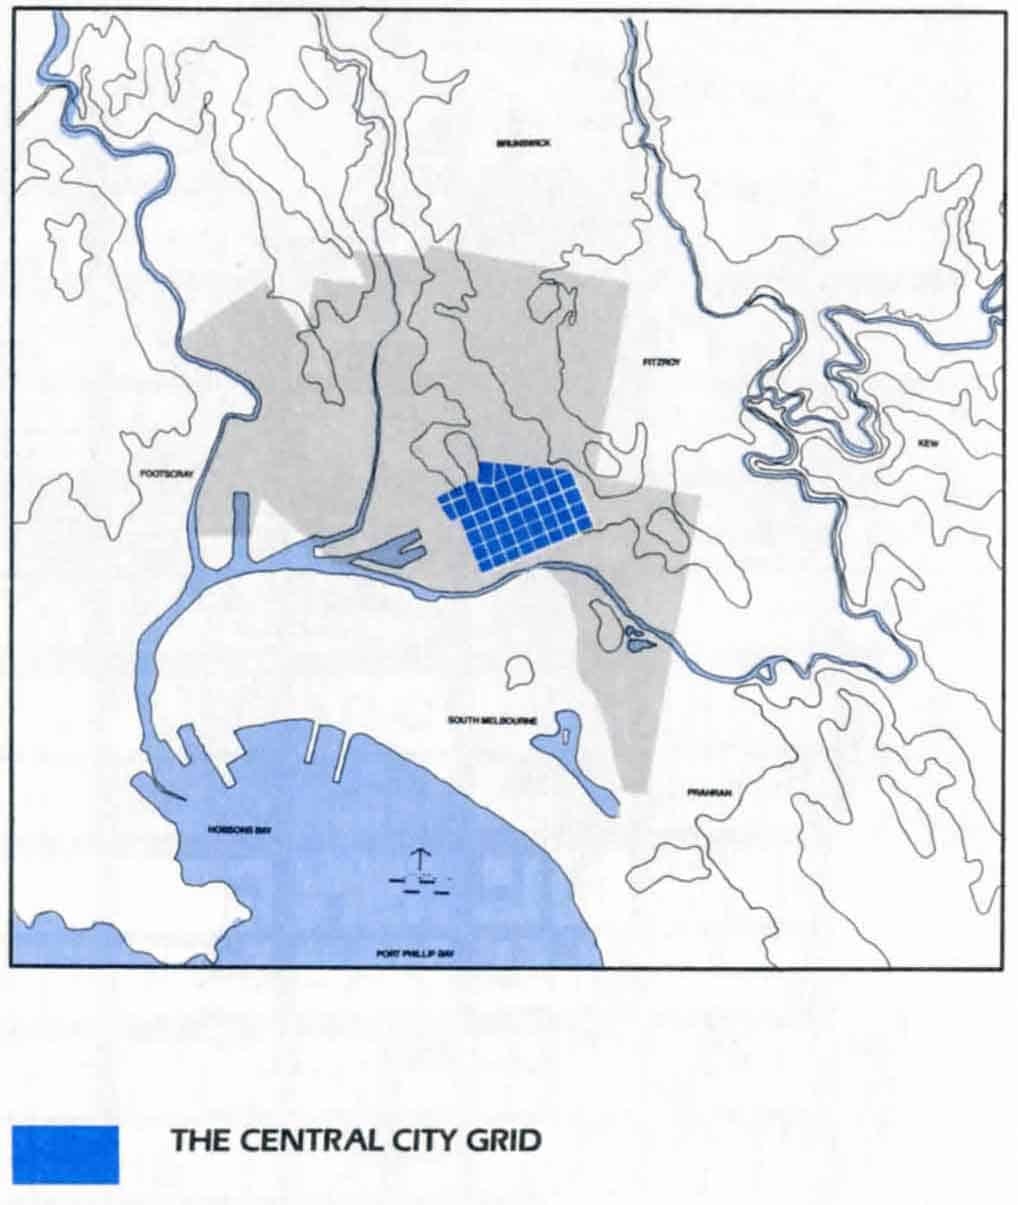 BRUNSWICK
FITZROY
KEW
FOOTSCRAY
SOUTH MELBOURNE
PRAHRAN
HOBSONS BAY
PORT PHILLIP BAY
THE CENTRAL CITY GRID